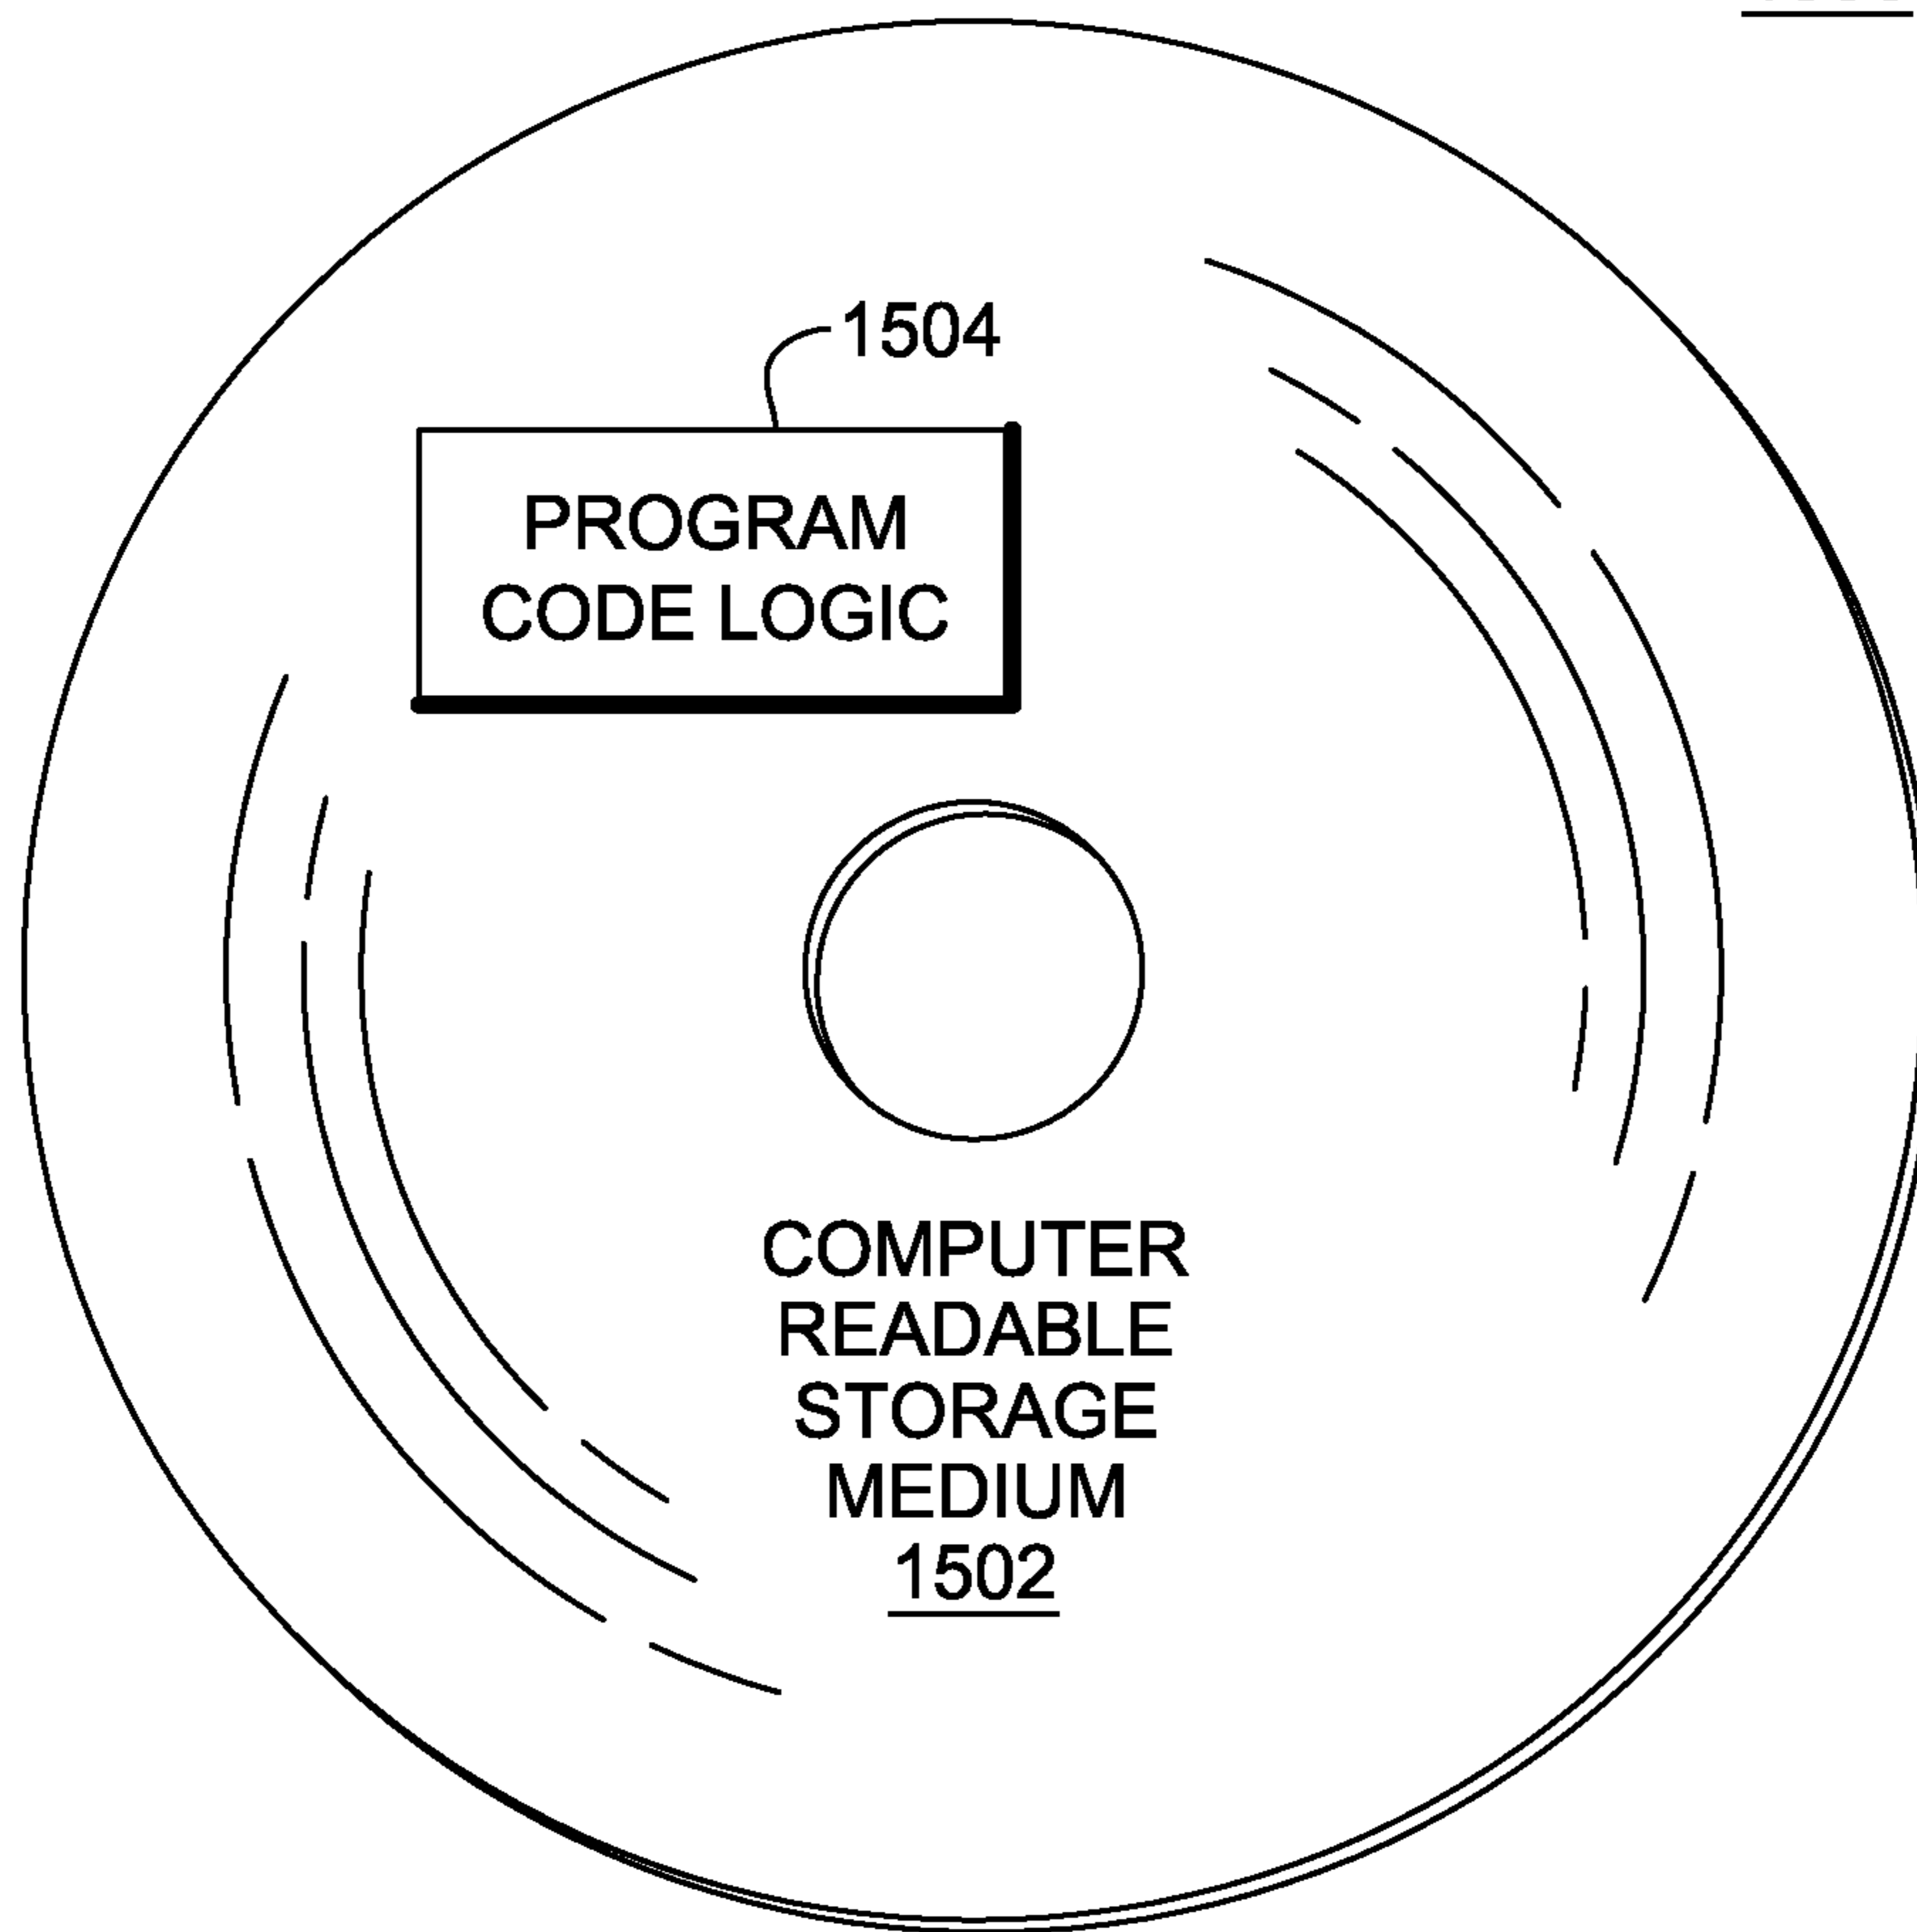 1504
PROGRAM
CODE LOGIC
COMPUTER
READABLE
STORAGE
MEDIUM
1502